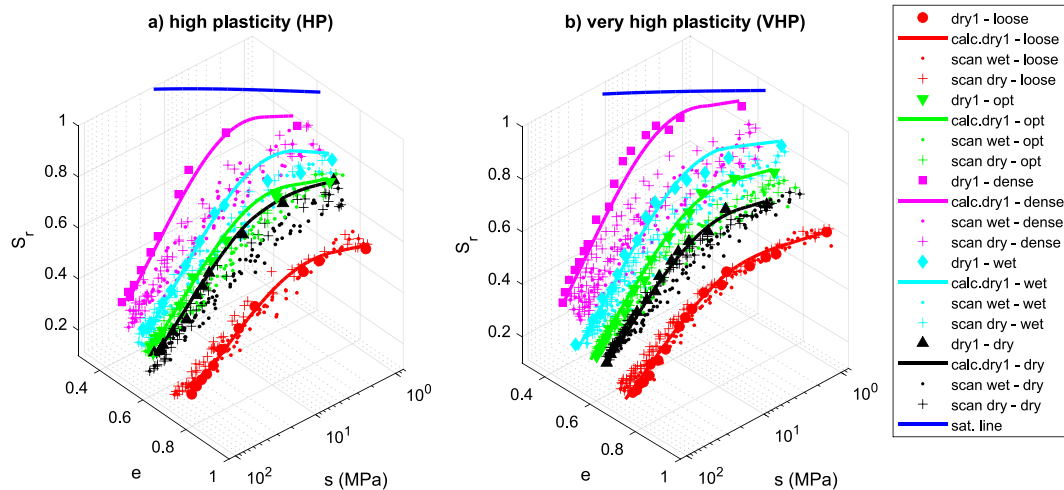 a) high plasticity (HP)
1
0.8
0.6
0.4
0.2
S_r
0.4
0.6
0.8
1
e
10^2
10^1
10^0
s (MPa)
b) very high plasticity (VHP)
1
0.8
0.6
0.4
0.2
S_r
0.4
0.6
0.8
1
e
10^2
10^1
10^0
s (MPa)
dry1 - loose
calc.dry1 - loose
scan wet - loose
scan dry - loose
dry1 - opt
calc.dry1 - opt
scan wet - opt
scan dry - opt
dry1 - dense
calc.dry1 - dense
scan wet - dense
scan dry - dense
dry1 - wet
calc.dry1 - wet
scan wet - wet
scan dry - wet
dry1 - dry
calc.dry1 - dry
scan wet - dry
scan dry - dry
sat. line